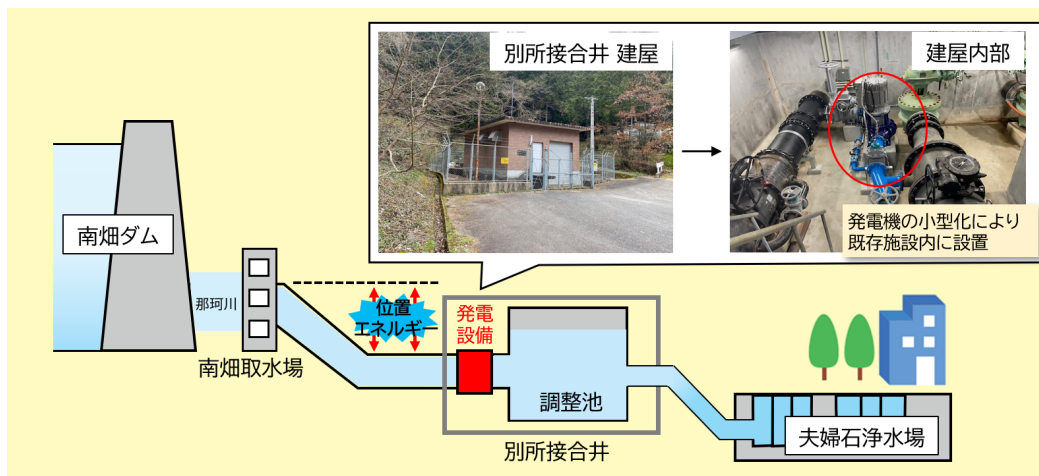 別所接合井 建屋
建屋内部
発電機の小型化により
既存施設内に設置
南畑ダム
那珂川
南畑取水場
位置
エネルギー
発電
設備
調整池
別所接合井
夫婦石浄水場